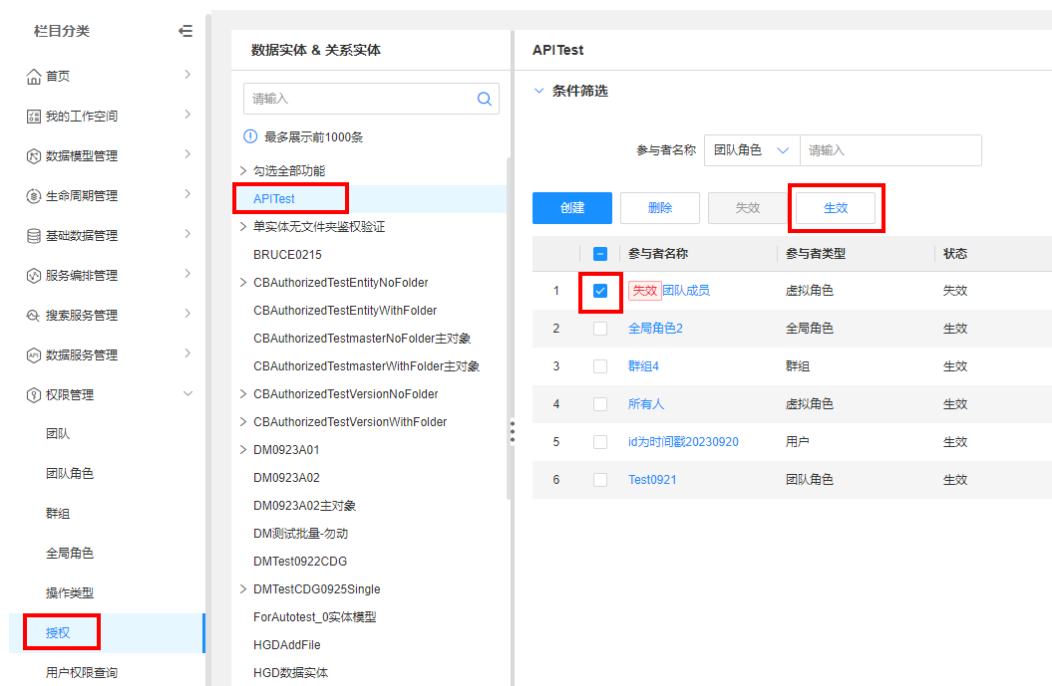 栏目分类
首页
我的工作空间
数据模型管理
生命周期管理
基础数据管理
服务编排管理
搜索服务管理
数据服务管理
权限管理
团队
团队角色
群组
全局角色
操作类型
授权
用户权限查询
数据实体 & 关系实体
请输入
最多展示前1000条
勾选全部功能
APITest
单实体无文件夹鉴权验证
BRUCE0215
CBAuthorizedTestEntityNoFolder
CBAuthorizedTestEntityWithFolder
CBAuthorizedTestmasterNoFolder主对象
CBAuthorizedTestmasterWithFolder主对象
CBAuthorizedTestVersionNoFolder
CBAuthorizedTestVersionWithFolder
DM0923A01
DM0923A02
DM0923A02主对象
DM测试批量-勿动
DMTest0922CDG
DMTestCDG0925Single
ForAutotest_0实体模型
HGDAddFile
HGD数据实体
APITest
条件筛选
参与者名称 团队角色 请输入
创建 删除 失效 生效
参与者名称 参与者类型 状态
1 失效 团队成员 虚拟角色 失效
2 全局角色2 全局角色 生效
3 群组4 群组 生效
4 所有人 虚拟角色 生效
5 id为时间戳20230920 用户 生效
6 Test0921 团队角色 生效